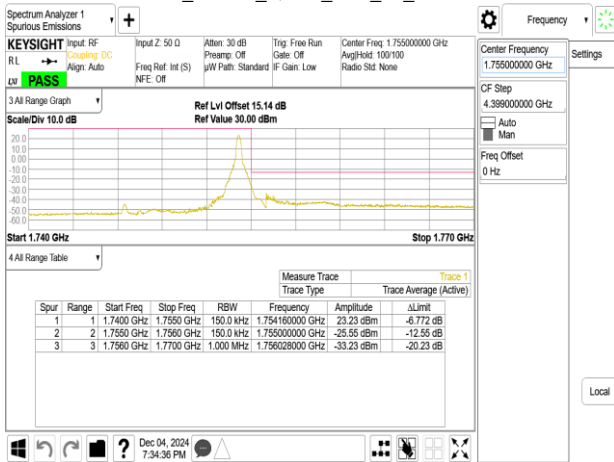 Spectrum Analyzer 1
Spurious Emissions
Frequency
KEYSIGHT
RL
PASS
Input: RF
Coupling: DC
Align: Auto
Input Z: 50 Ω
Freq Ref: Int (S)
NFE: Off
Atten: 30 dB
Preamp: Off
µW Path: Standard
Trig: Free Run
Gate: Off
IF Gain: Low
Center Freq: 1.755000000 GHz
Avg|Hold: 100/100
Radio Std: None
Center Frequency
1.755000000 GHz
Settings
CF Step
4.399000000 GHz
Auto
Man
Freq Offset
0 Hz
Local
3 All Range Graph
Scale/Div 10.0 dB
Ref Lvl Offset 15.14 dB
Ref Value 30.00 dBm
20.0
10.0
0.00
-10.0
-20.0
-30.0
-40.0
-50.0
-60.0
Start 1.740 GHz
Stop 1.770 GHz
4 All Range Table
Measure Trace Trace 1
Trace Type Trace Average (Active)
Spur Range Start Freq Stop Freq RBW Frequency Amplitude ΔLimit
1 1 1.7400 GHz 1.7550 GHz 150.0 kHz 1.754160000 GHz 23.23 dBm -6.772 dB
2 2 1.7550 GHz 1.7560 GHz 150.0 kHz 1.755000000 GHz -25.55 dBm -12.55 dB
3 3 1.7560 GHz 1.7700 GHz 1.000 MHz 1.756028000 GHz -33.23 dBm -20.23 dB
Dec 04, 2024
7:34:36 PM